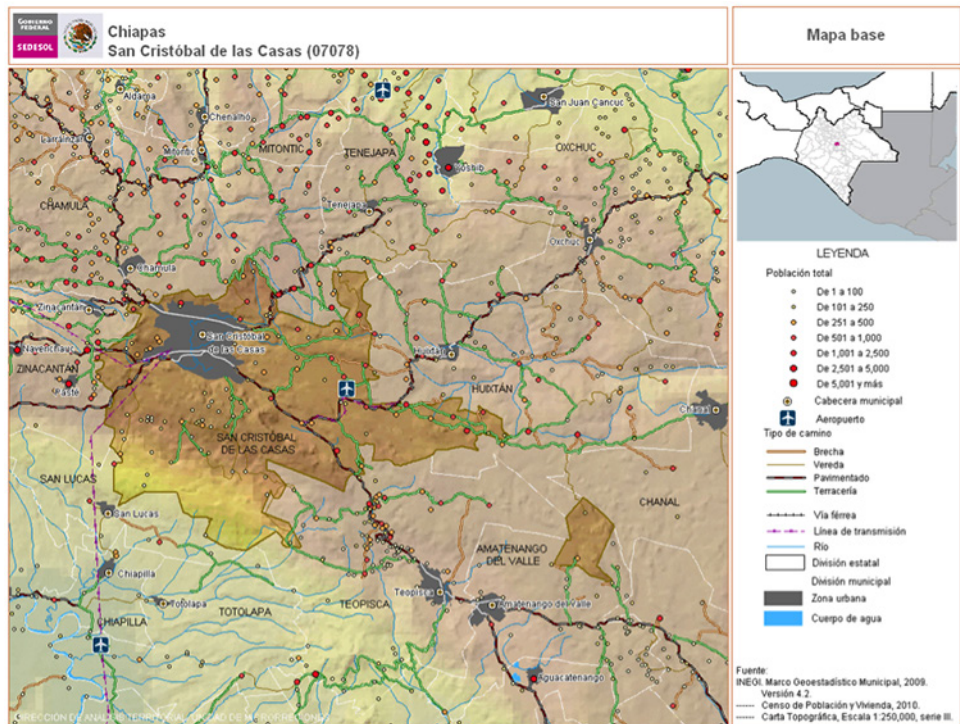 GOBIERNO
FEDERAL
SEDESOL
Chiapas
San Cristóbal de las Casas (07078)
Mapa base
Aldama
Chenalhó
San Juan Cancuc
Larráinzar
Mitontic
MITONTIC
TENEJAPA
OXCHUC
CHAMULA
Tenejapa
Oxchuc
Chamula
Zinacantán
San Cristóbal
de las Casas
Navenchauc
ZINACANTÁN
Pasté
Huixtán
HUIXTÁN
Chanal
SAN CRISTÓBAL
DE LAS CASAS
SAN LUCAS
CHANAL
San Lucas
AMATENANGO
DEL VALLE
Chiapilla
Teopisca
Totolapa
TOTOLAPA
TEOPISCA
Amatenango del Valle
CHIAPILLA
Aguacatenango
LEYENDA
Población total
De 1 a 100
De 101 a 250
De 251 a 500
De 501 a 1,000
De 1,001 a 2,500
De 2,501 a 5,000
De 5,001 y más
Cabecera municipal
Aeropuerto
Tipo de camino
Brecha
Vereda
Pavimentado
Terracería
Vía férrea
Línea de transmisión
Río
División estatal
División municipal
Zona urbana
Cuerpo de agua
Fuente:
INEGI. Marco Geoestadístico Municipal, 2009.
Versión 4.2.
Censo de Población y Vivienda, 2010.
Carta Topográfica, Escala 1:250,000, serie III.